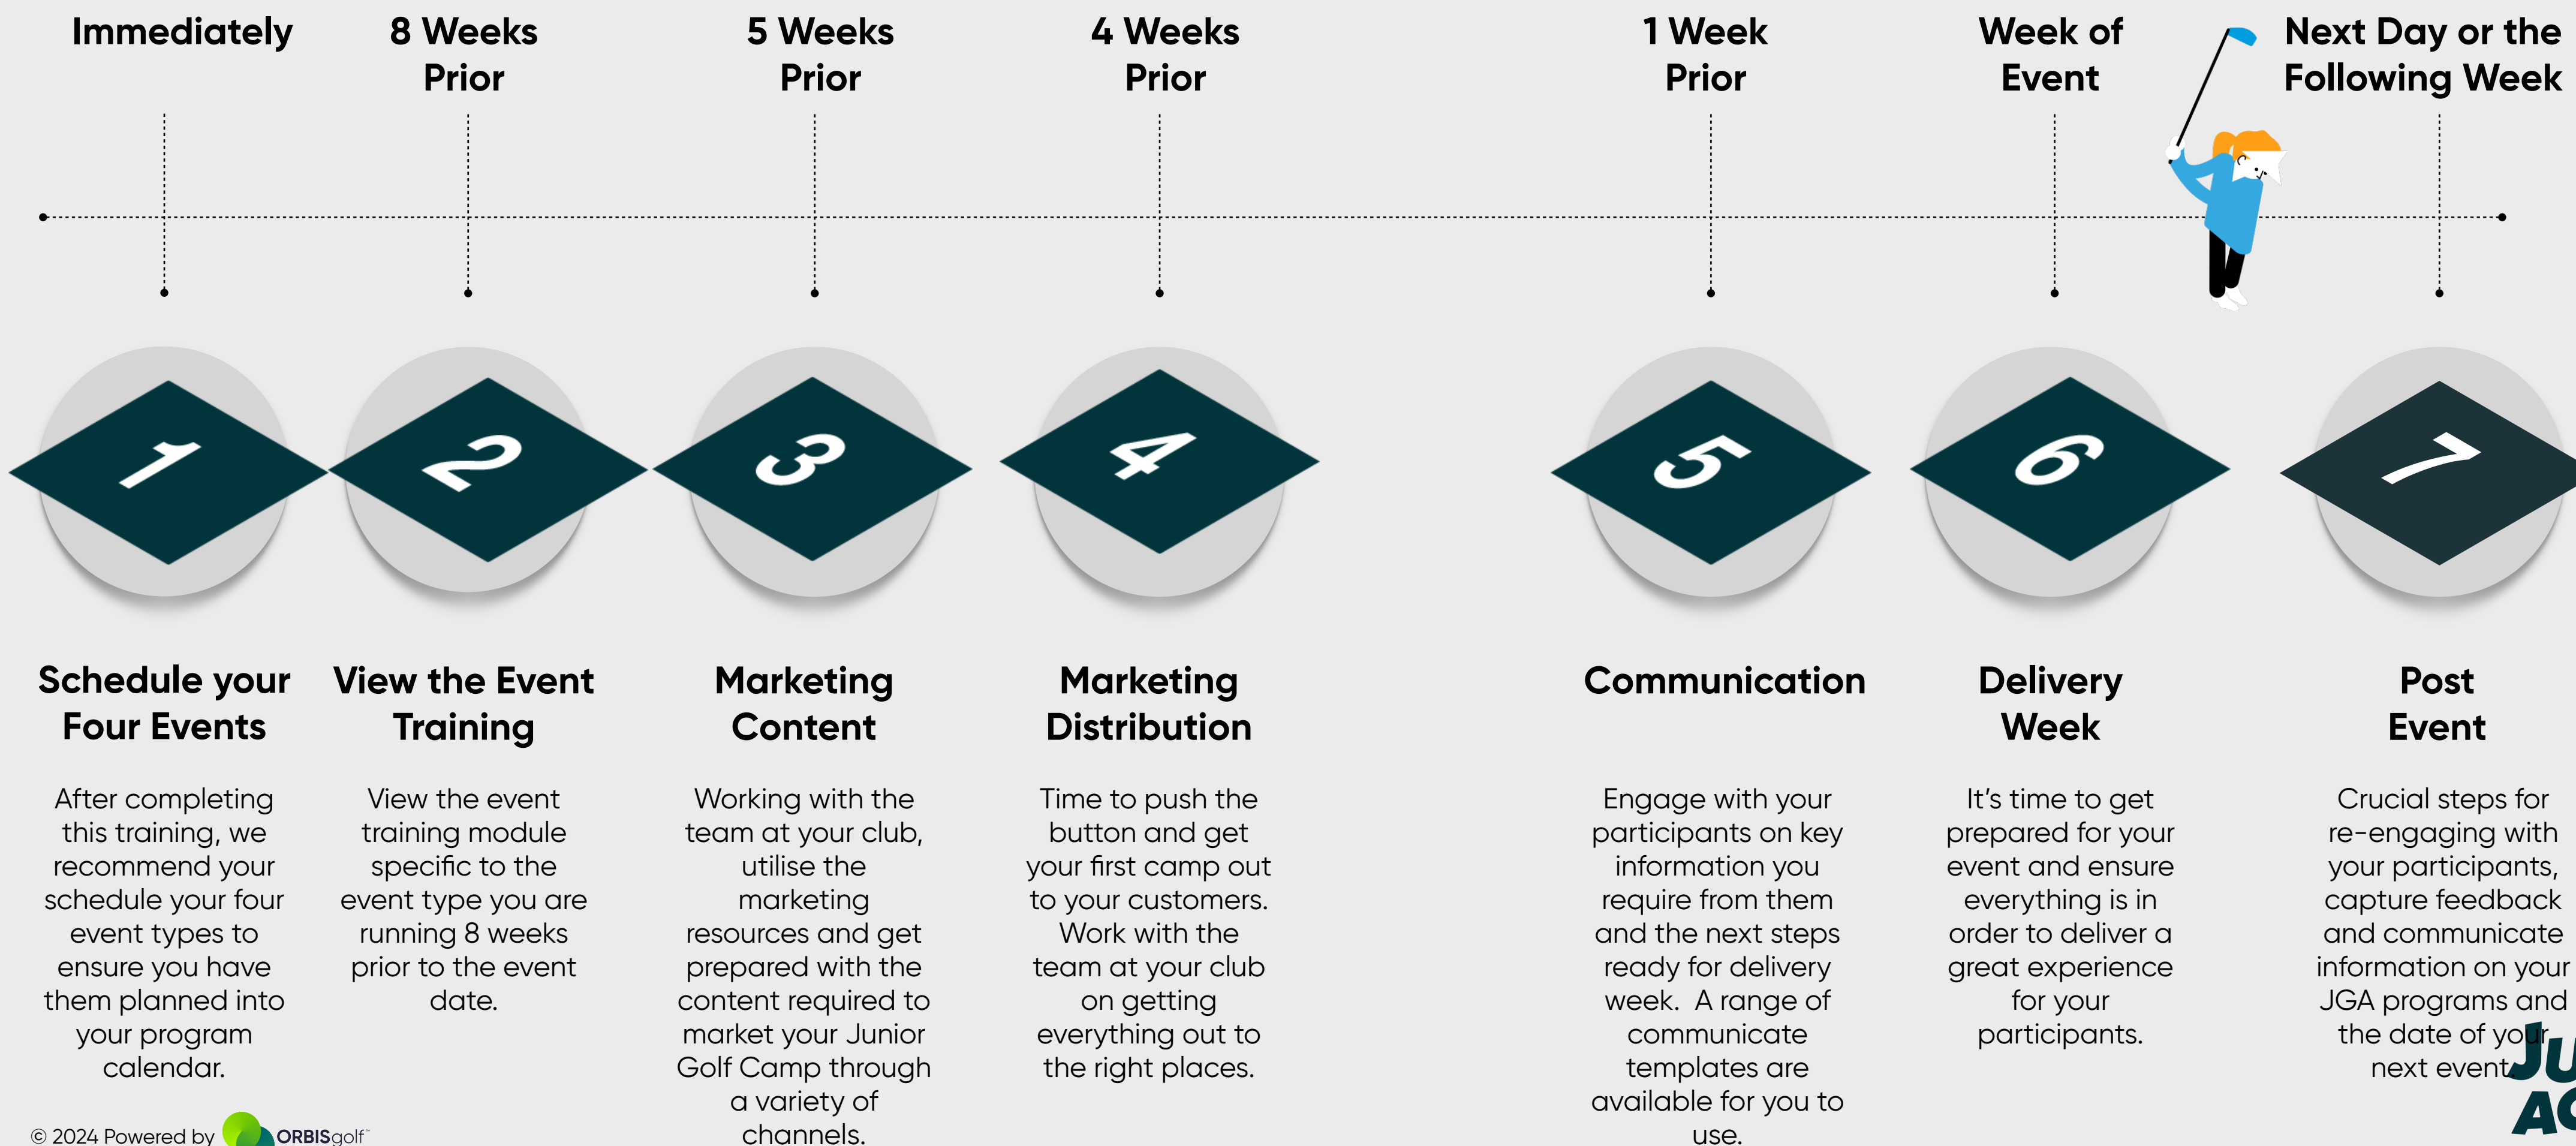 Immediately
8 Weeks
Prior
5 Weeks
Prior
4 Weeks
Prior
1 Week
Prior
Week of
Event
Next Day or the
Following Week
1
2
3
4
5
6
7
Schedule your
Four Events
After completing
this training, we
recommend your
schedule your four
event types to
ensure you have
them planned into
your program
calendar.
View the Event
Training
View the event
training module
specific to the
event type you are
running 8 weeks
prior to the event
date.
Marketing
Content
Working with the
team at your club,
utilise the
marketing
resources and get
prepared with the
content required to
market your Junior
Golf Camp through
a variety of
channels.
Marketing
Distribution
Time to push the
button and get
your first camp out
to your customers.
Work with the
team at your club
on getting
everything out to
the right places.
Communication
Engage with your
participants on key
information you
require from them
and the next steps
ready for delivery
week.  A range of
communicate
templates are
available for you to
use.
Delivery
Week
It's time to get
prepared for your
event and ensure
everything is in
order to deliver a
great experience
for your
participants.
Post
Event
Crucial steps for
re-engaging with
your participants,
capture feedback
and communicate
information on your
JGA programs and
the date of your
next event.
© 2024 Powered by ORBISgolf™